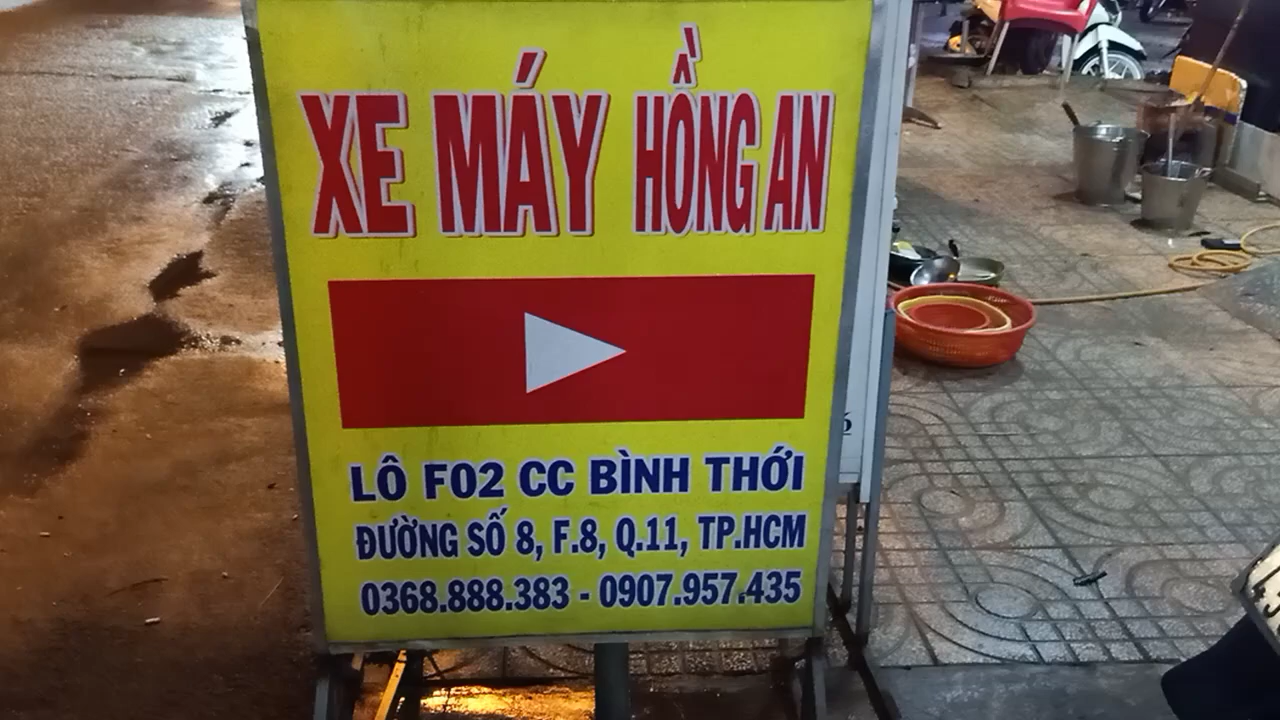 XE MÁY HỒNG AN
LÔ F02 CC BÌNH THỚI
ĐƯỜNG SỐ 8, F.8, Q.11, TP.HCM
0368.888.383 - 0907.957.435